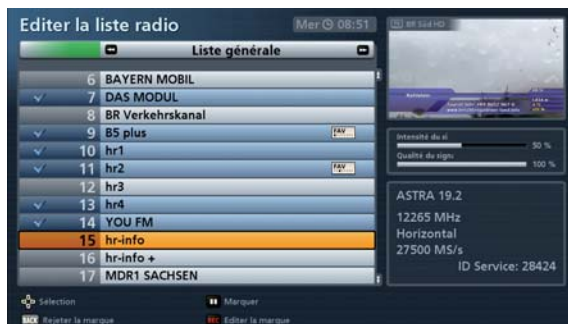 Editer la liste radio
Mer 08:51
Liste générale
6 BAYERN MOBIL
7 DAS MODUL
8 BR Verkehrskanal
9 B5 plus FAV
10 hr1
11 hr2 FAV
12 hr3
13 hr4
14 YOU FM
15 hr-info
16 hr-info +
17 MDR1 SACHSEN
Sélection
Marquer
BACK Rejeter la marque
REC Editer la marque
BR Süd HD
Intensité du si
50 %
Qualité du sign:
100 %
ASTRA 19.2
12265 MHz
Horizontal
27500 MS/s
ID Service: 28424